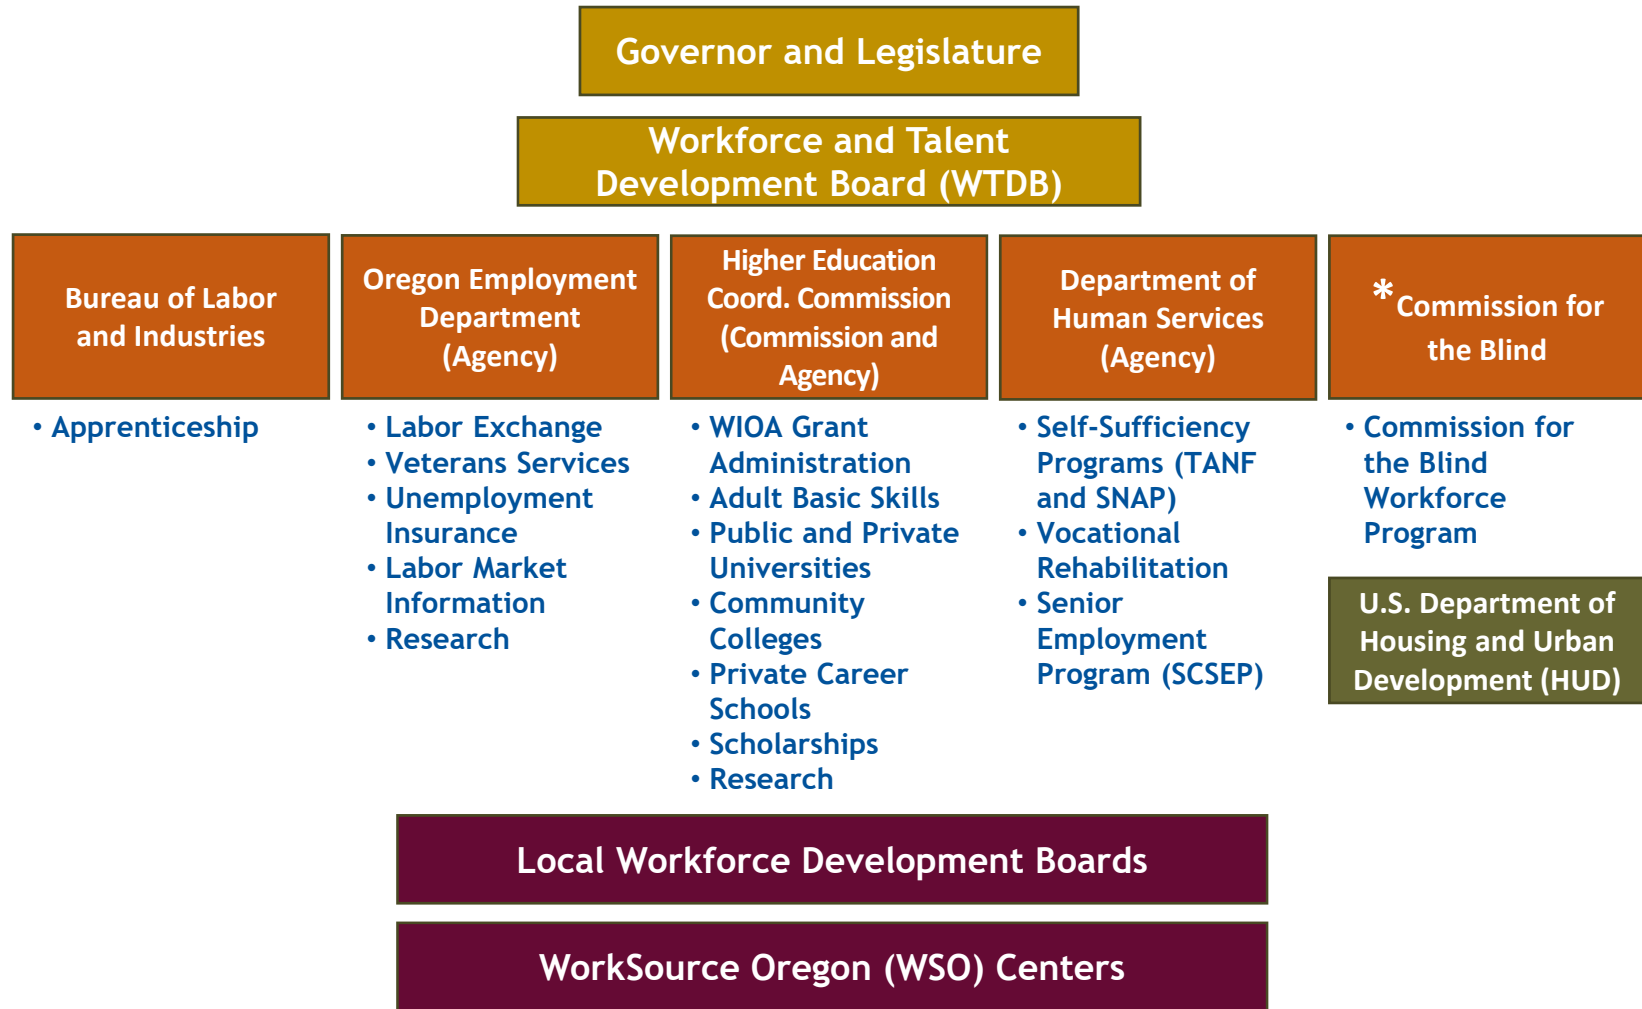 Governor and Legislature
Workforce and Talent
Development Board (WTDB)
Bureau of Labor
and Industries
• Apprenticeship
Oregon Employment
Department
(Agency)
• Labor Exchange
• Veterans Services
• Unemployment
Insurance
• Labor Market
Information
• Research
Higher Education
Coord. Commission
(Commission and
Agency)
• WIOA Grant
Administration
• Adult Basic Skills
• Public and Private
Universities
• Community
Colleges
• Private Career
Schools
• Scholarships
• Research
Department of
Human Services
(Agency)
• Self-Sufficiency
Programs (TANF
and SNAP)
• Vocational
Rehabilitation
• Senior
Employment
Program (SCSEP)
*Commission for
the Blind
• Commission for
the Blind
Workforce
Program
U.S. Department of
Housing and Urban
Development (HUD)
Local Workforce Development Boards
WorkSource Oregon (WSO) Centers